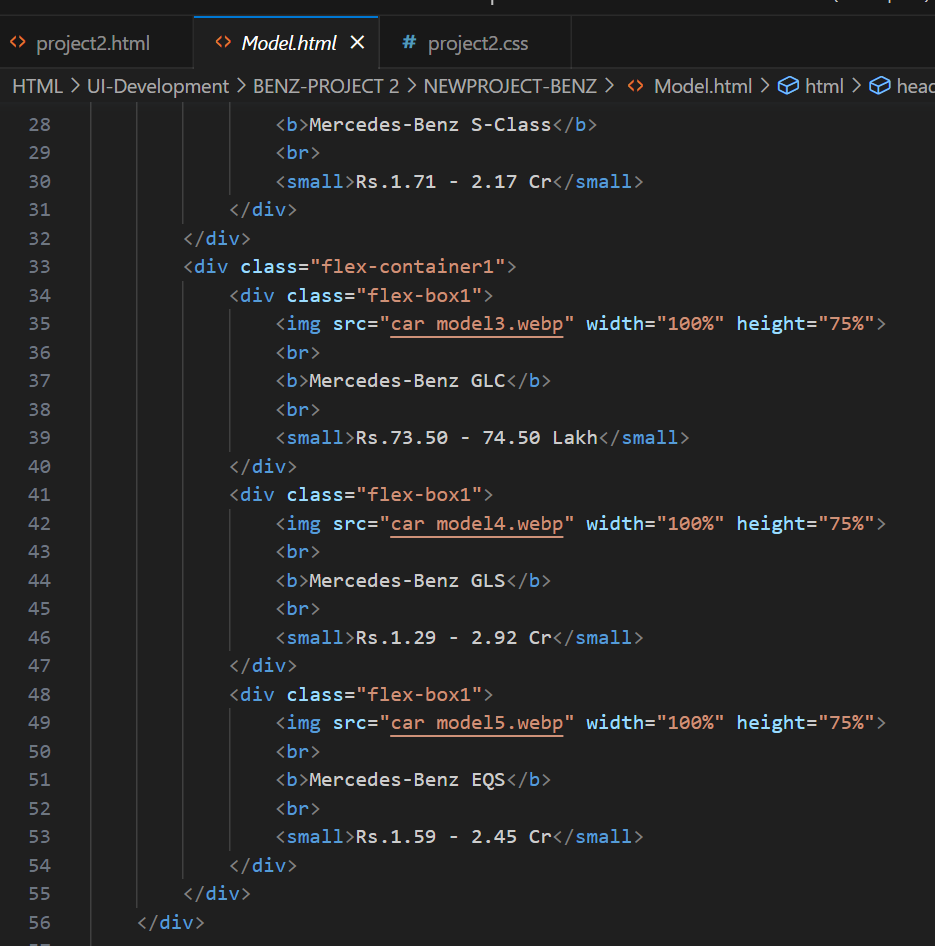 project2.html Model.html project2.css
HTML > UI-Development > BENZ-PROJECT 2 > NEWPROJECT-BENZ > Model.html > html > head
28 <b>Mercedes-Benz S-Class</b>
29 <br>
30 <small>Rs.1.71 - 2.17 Cr</small>
31 </div>
32 </div>
33 <div class="flex-container1">
34 <div class="flex-box1">
35 <img src="car model3.webp" width="100%" height="75%">
36 <br>
37 <b>Mercedes-Benz GLC</b>
38 <br>
39 <small>Rs.73.50 - 74.50 Lakh</small>
40 </div>
41 <div class="flex-box1">
42 <img src="car model4.webp" width="100%" height="75%">
43 <br>
44 <b>Mercedes-Benz GLS</b>
45 <br>
46 <small>Rs.1.29 - 2.92 Cr</small>
47 </div>
48 <div class="flex-box1">
49 <img src="car model5.webp" width="100%" height="75%">
50 <br>
51 <b>Mercedes-Benz EQS</b>
52 <br>
53 <small>Rs.1.59 - 2.45 Cr</small>
54 </div>
55 </div>
56 </div>